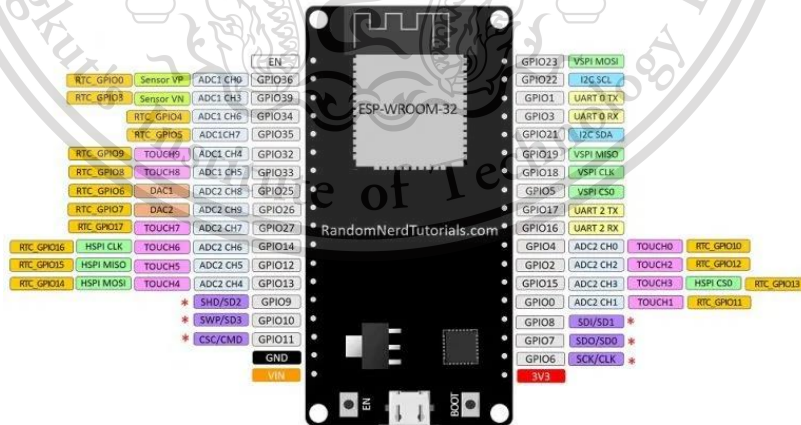 EN
RTC_GPIO0 Sensor VP ADC1 CH0 GPIO36
RTC_GPIO3 Sensor VN ADC1 CH3 GPIO39
RTC_GPIO4 ADC1 CH6 GPIO34
RTC_GPIO5 ADC1CH7 GPIO35
RTC_GPIO9 TOUCH9 ADC1 CH4 GPIO32
RTC_GPIO8 TOUCH8 ADC1 CH5 GPIO33
RTC_GPIO6 DAC1 ADC2 CH8 GPIO25
RTC_GPIO7 DAC2 ADC2 CH9 GPIO26
RTC_GPIO17 TOUCH7 ADC2 CH7 GPIO27
RTC_GPIO16 HSPI CLK TOUCH6 ADC2 CH6 GPIO14
RTC_GPIO15 HSPI MISO TOUCH5 ADC2 CH5 GPIO12
RTC_GPIO14 HSPI MOSI TOUCH4 ADC2 CH4 GPIO13
* SHD/SD2 GPIO9
* SWP/SD3 GPIO10
* CSC/CMD GPIO11
GND
VIN
ESP-WROOM-32
RandomNerdTutorials.com
EN
BOOT
GPIO23 VSPI MOSI
GPIO22 I2C SCL
GPIO1 UART 0 TX
GPIO3 UART 0 RX
GPIO21 I2C SDA
GPIO19 VSPI MISO
GPIO18 VSPI CLK
GPIO5 VSPI CS0
GPIO17 UART 2 TX
GPIO16 UART 2 RX
GPIO4 ADC2 CH0 TOUCH0 RTC_GPIO10
GPIO2 ADC2 CH2 TOUCH2 RTC_GPIO12
GPIO15 ADC2 CH3 TOUCH3 HSPI CS0 RTC_GPIO13
GPIO0 ADC2 CH1 TOUCH1 RTC_GPIO11
GPIO8 SDI/SD1 *
GPIO7 SDO/SD0 *
GPIO6 SCK/CLK *
3V3
of Technology